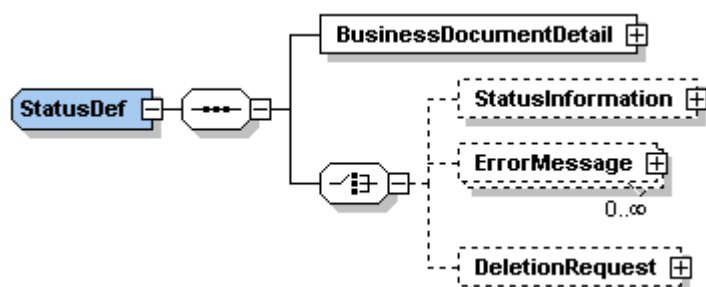 BusinessDocumentDetail
StatusDef
StatusInformation
ErrorMessage
0..∞
DeletionRequest